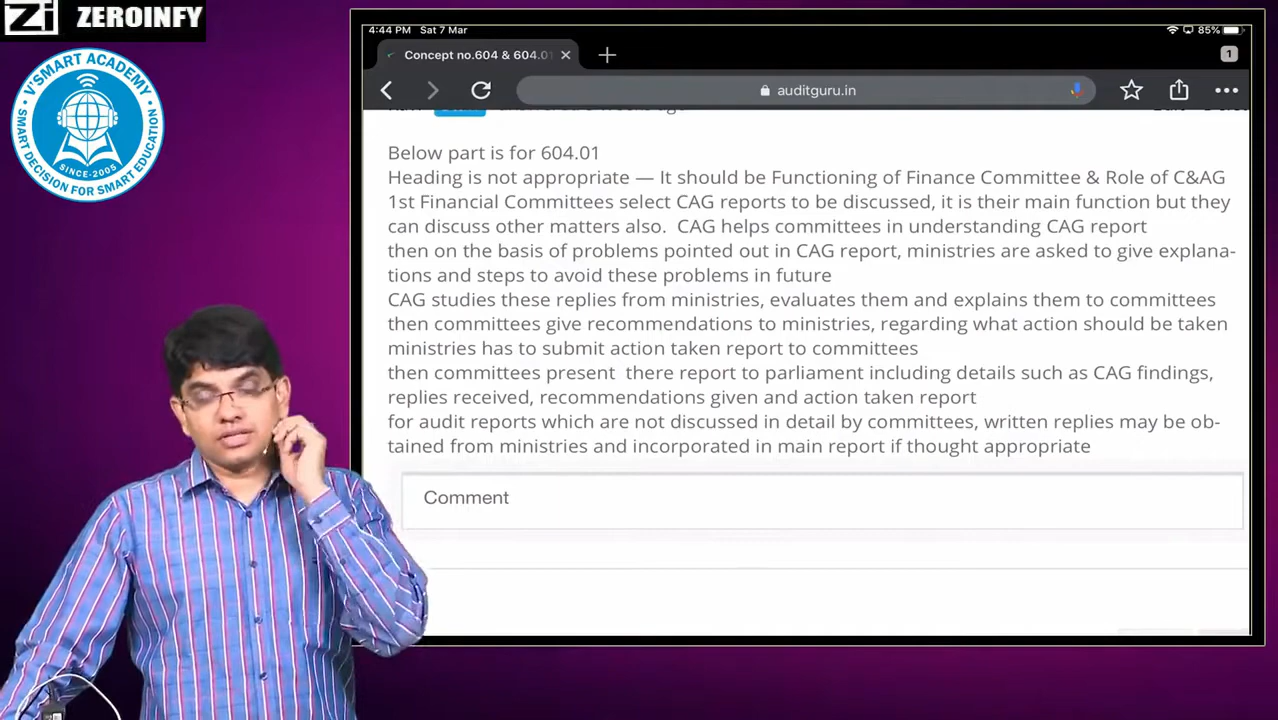 Zi ZEROINFY
V'SMART ACADEMY
SMART DECISION FOR SMART EDUCATION
SINCE-2005
4:44 PM Sat 7 Mar
85%
Concept no.604 & 604.01
1
auditguru.in
Below part is for 604.01
Heading is not appropriate — It should be Functioning of Finance Committee & Role of C&AG
1st Financial Committees select CAG reports to be discussed, it is their main function but they
can discuss other matters also. CAG helps committees in understanding CAG report
then on the basis of problems pointed out in CAG report, ministries are asked to give explana-
tions and steps to avoid these problems in future
CAG studies these replies from ministries, evaluates them and explains them to committees
then committees give recommendations to ministries, regarding what action should be taken
ministries has to submit action taken report to committees
then committees present there report to parliament including details such as CAG findings,
replies received, recommendations given and action taken report
for audit reports which are not discussed in detail by committees, written replies may be ob-
tained from ministries and incorporated in main report if thought appropriate
Comment